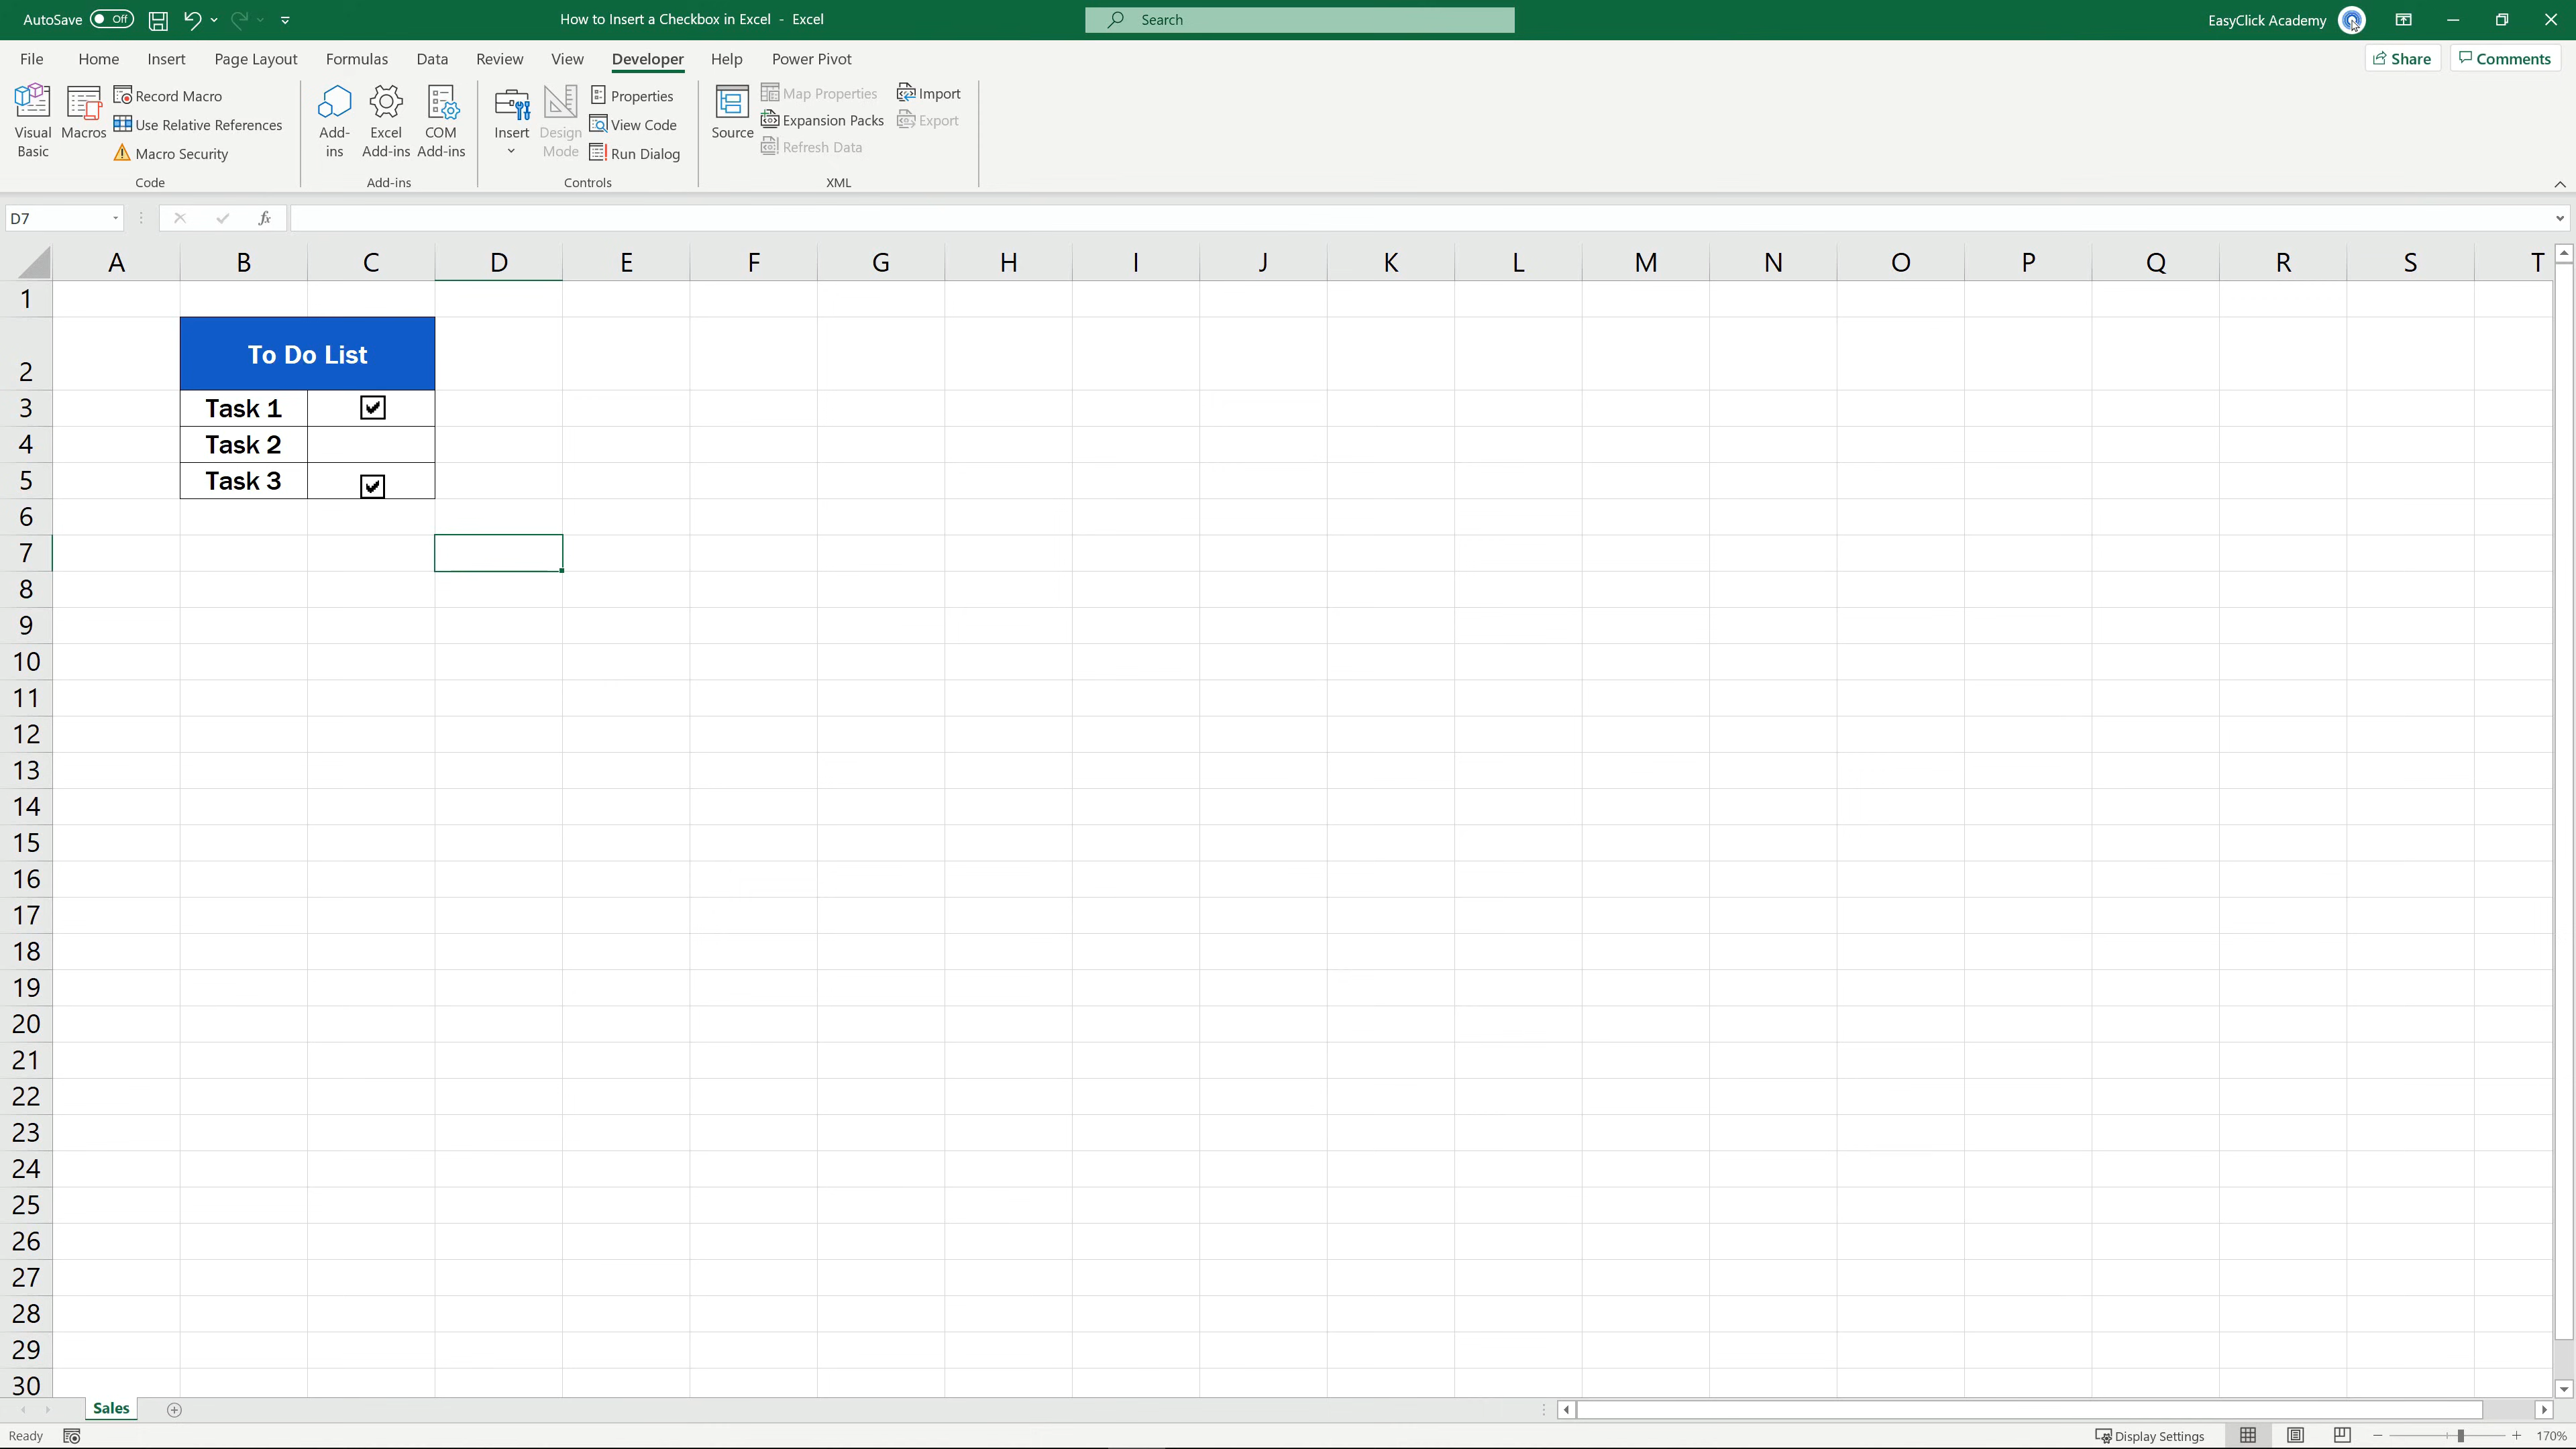 AutoSave Off How to Insert a Checkbox in Excel - Excel Search EasyClick Academy
File Home Insert Page Layout Formulas Data Review View Developer Help Power Pivot Share Comments
Visual Basic
Macros
Record Macro
Use Relative References
Macro Security
Code
Add-ins
Excel Add-ins
COM Add-ins
Add-ins
Insert
Design Mode
Properties
View Code
Run Dialog
Controls
Source
Map Properties
Expansion Packs
Refresh Data
Import
Export
XML
D7 fx
A B C D E F G H I J K L M N O P Q R S T
1
2 To Do List
3 Task 1
4 Task 2
5 Task 3
6
7
8
9
10
11
12
13
14
15
16
17
18
19
20
21
22
23
24
25
26
27
28
29
30
Sales
Ready Display Settings 170%